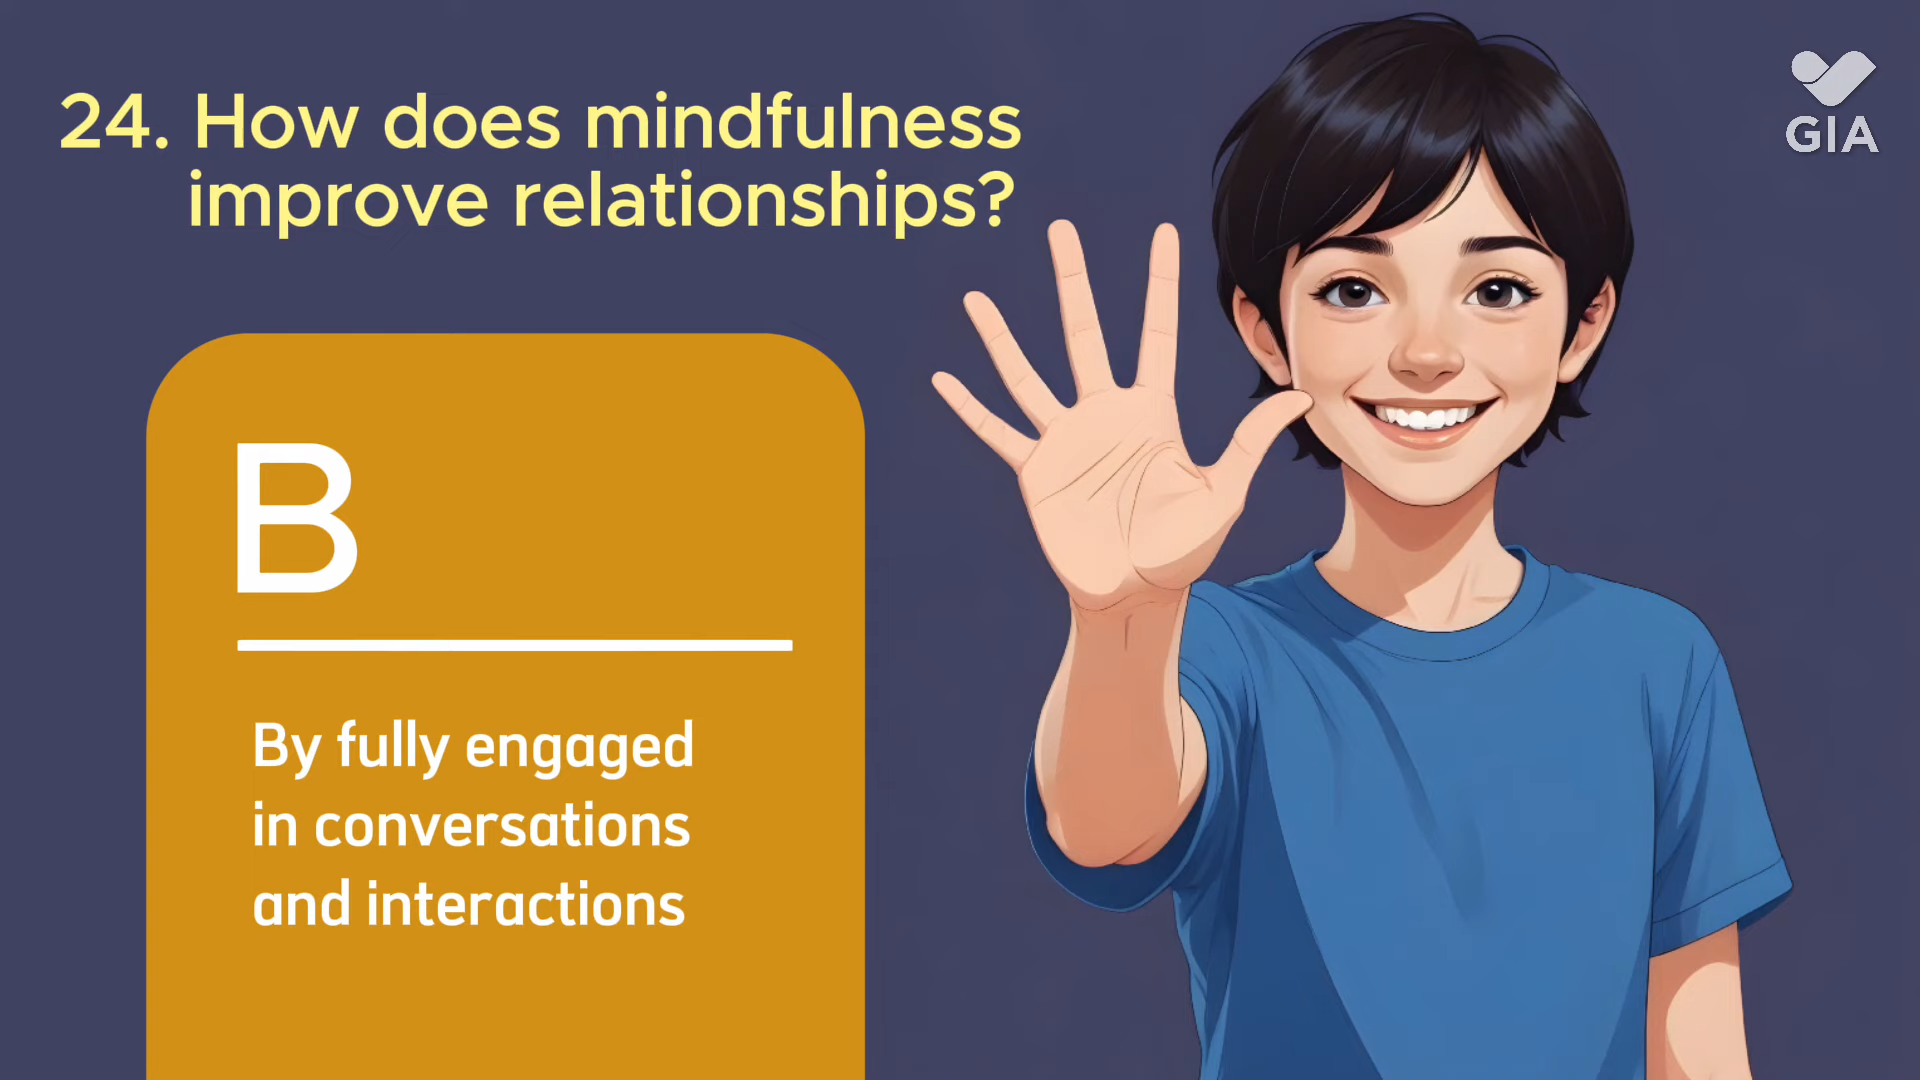 24. How does mindfulness
improve relationships?
GIA
B
By fully engaged
in conversations
and interactions